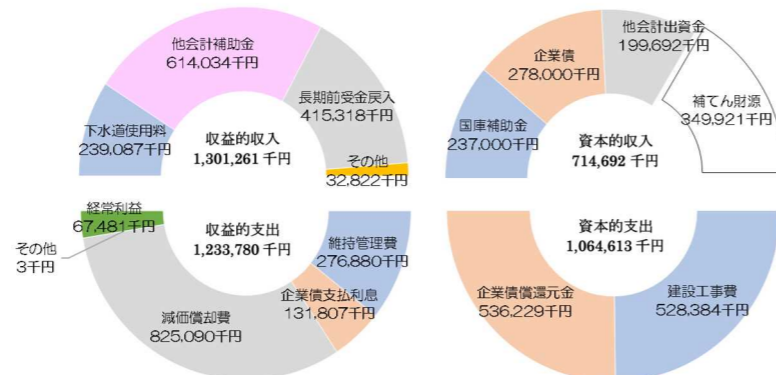 他会計補助金
614,034千円
長期前受金戻入
415,318千円
下水道使用料
239,087千円
収益的収入
1,301,261 千円
その他
32,822千円
経常利益
67,481千円
その他
3千円
収益的支出
1,233,780 千円
維持管理費
276,880千円
企業債支払利息
131,807千円
減価償却費
825,090千円
他会計出資金
199,692千円
企業債
278,000千円
補てん財源
349,921千円
国庫補助金
237,000千円
資本的収入
714,692 千円
資本的支出
1,064,613 千円
企業債償還元金
536,229千円
建設工事費
528,384千円